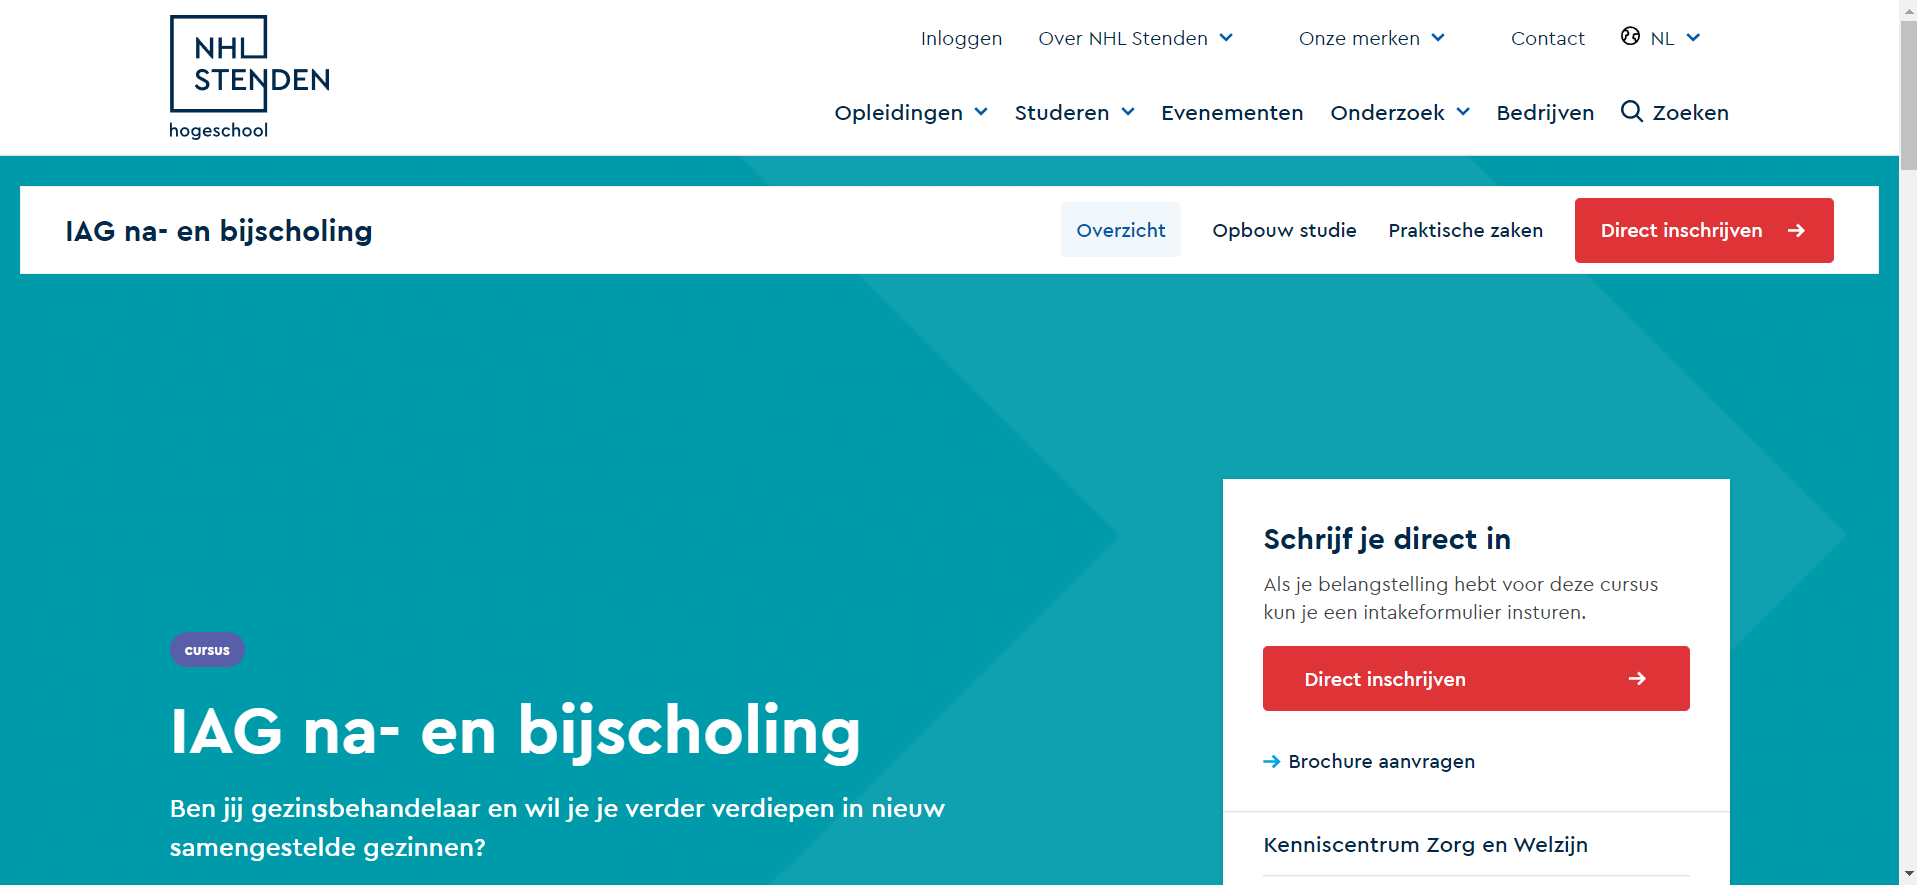 NHL
STENDEN
hogeschool
Inloggen
Over NHL Stenden
Onze merken
Contact
NL
Opleidingen
Studeren
Evenementen
Onderzoek
Bedrijven
Zoeken
IAG na- en bijscholing
Overzicht
Opbouw studie
Praktische zaken
Direct inschrijven
cursus
IAG na- en bijscholing
Ben jij gezinsbehandelaar en wil je je verder verdiepen in nieuw
samengestelde gezinnen?
Schrijf je direct in
Als je belangstelling hebt voor deze cursus
kun je een intakeformulier insturen.
Direct inschrijven
Brochure aanvragen
Kenniscentrum Zorg en Welzijn